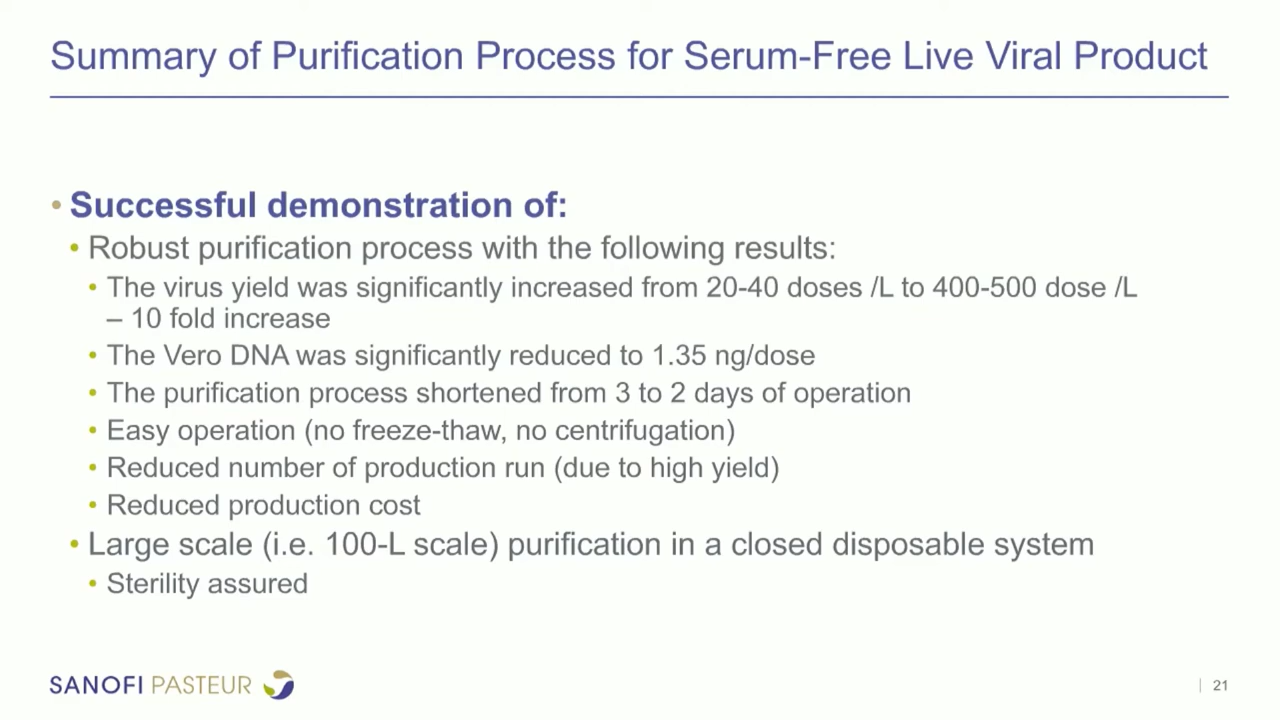 Summary of Purification Process for Serum-Free Live Viral Product
• Successful demonstration of:
• Robust purification process with the following results:
• The virus yield was significantly increased from 20-40 doses /L to 400-500 dose /L
– 10 fold increase
• The Vero DNA was significantly reduced to 1.35 ng/dose
• The purification process shortened from 3 to 2 days of operation
• Easy operation (no freeze-thaw, no centrifugation)
• Reduced number of production run (due to high yield)
• Reduced production cost
• Large scale (i.e. 100-L scale) purification in a closed disposable system
• Sterility assured
SANOFI PASTEUR
| 21